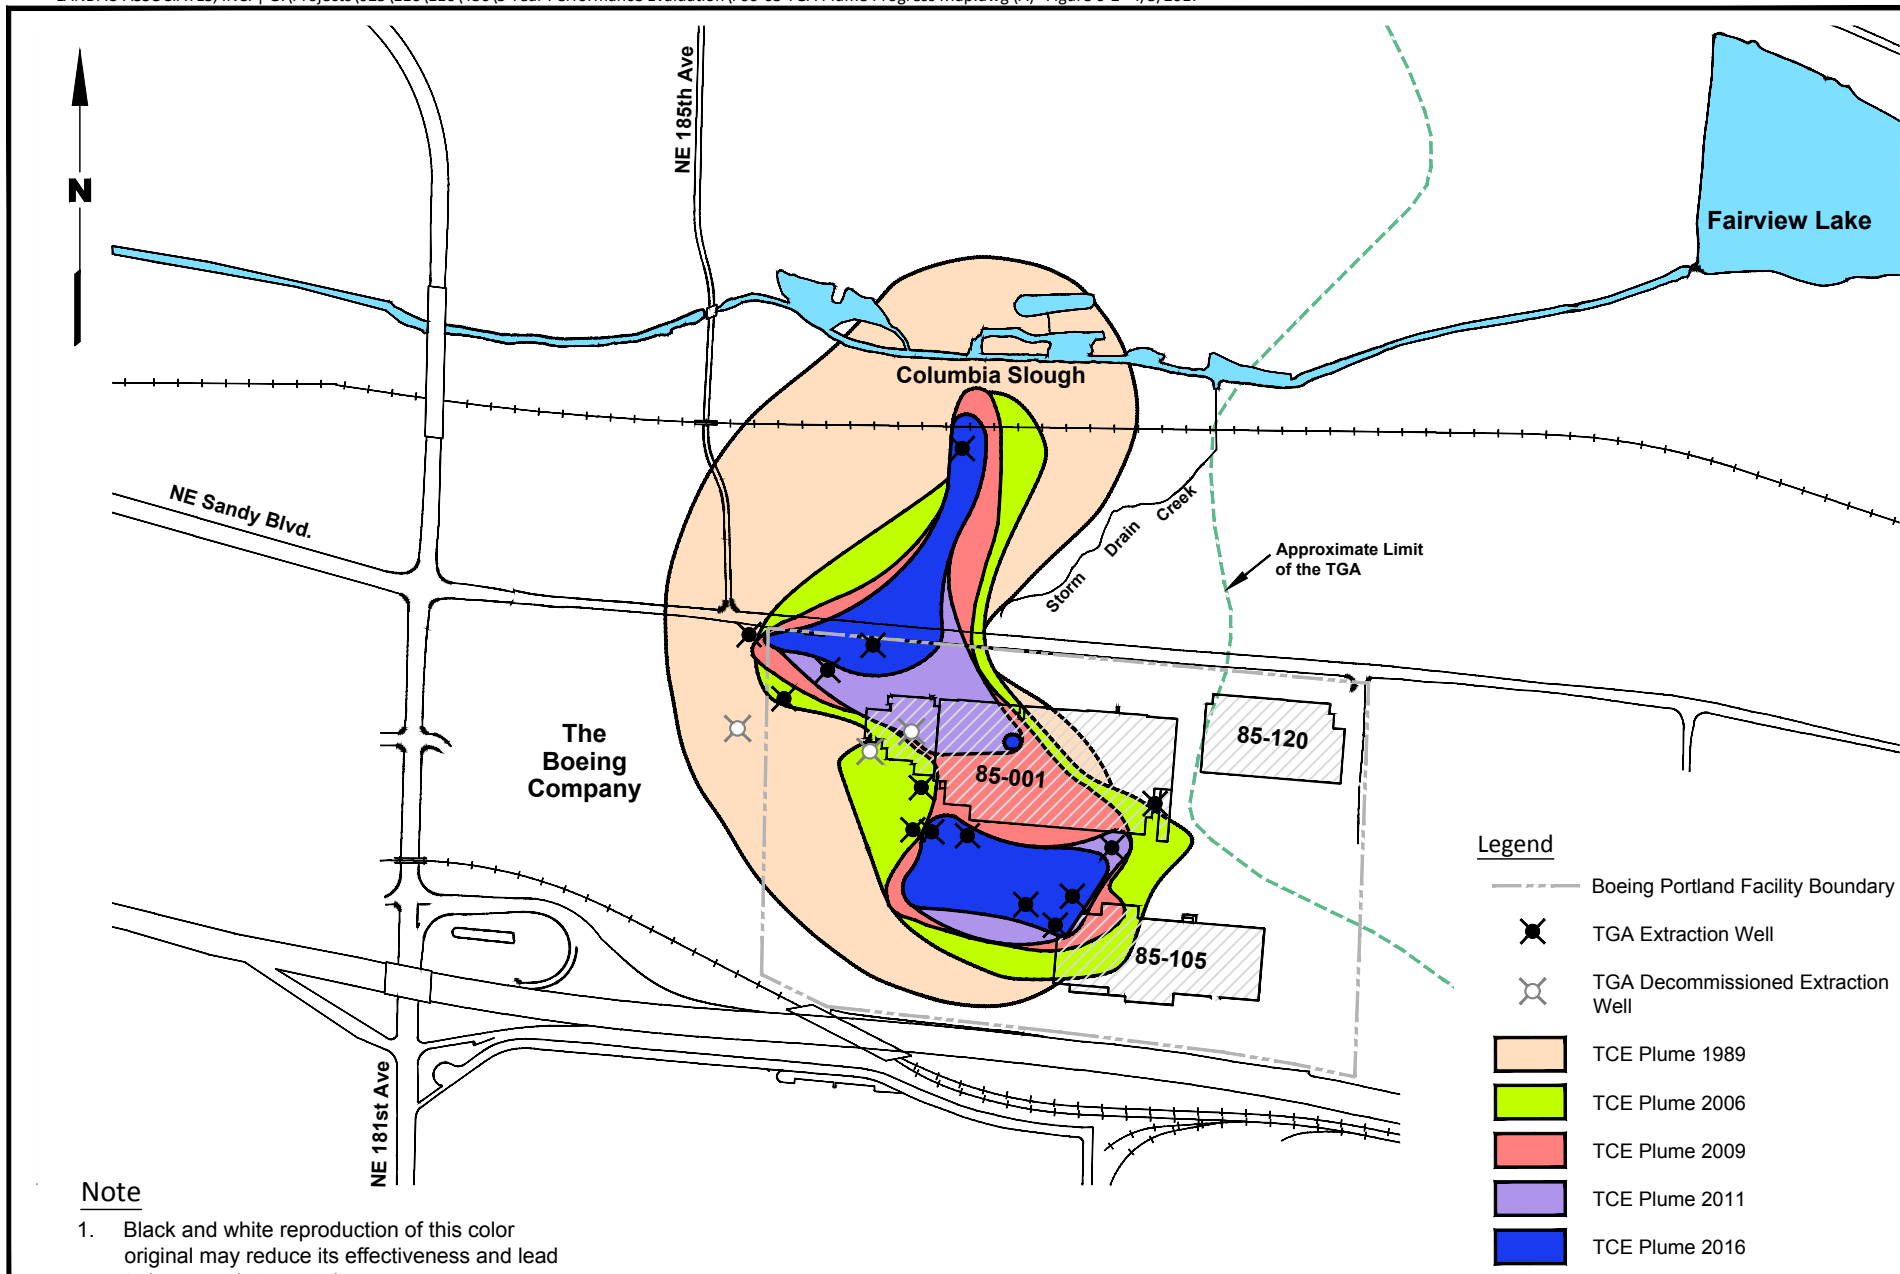 N
NE 185th Ave
Fairview Lake
Columbia Slough
NE Sandy Blvd.
Storm Drain Creek
Approximate Limit
of the TGA
The
Boeing
Company
85-120
85-001
85-105
NE 181st Ave
Legend
Boeing Portland Facility Boundary
TGA Extraction Well
TGA Decommissioned Extraction
Well
TCE Plume 1989
TCE Plume 2006
TCE Plume 2009
TCE Plume 2011
TCE Plume 2016
Note
1. Black and white reproduction of this color
original may reduce its effectiveness and lead